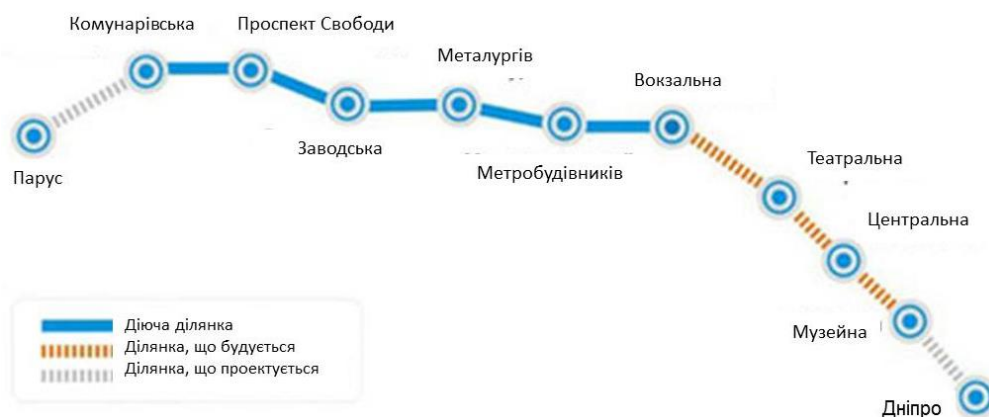 Комунарівська
Проспект Свободи
Металургів
Вокзальна
Заводська
Метробудівників
Театральна
Парус
Центральна
Музейна
Дніпро
Діюча ділянка
Ділянка, що будується
Ділянка, що проектується